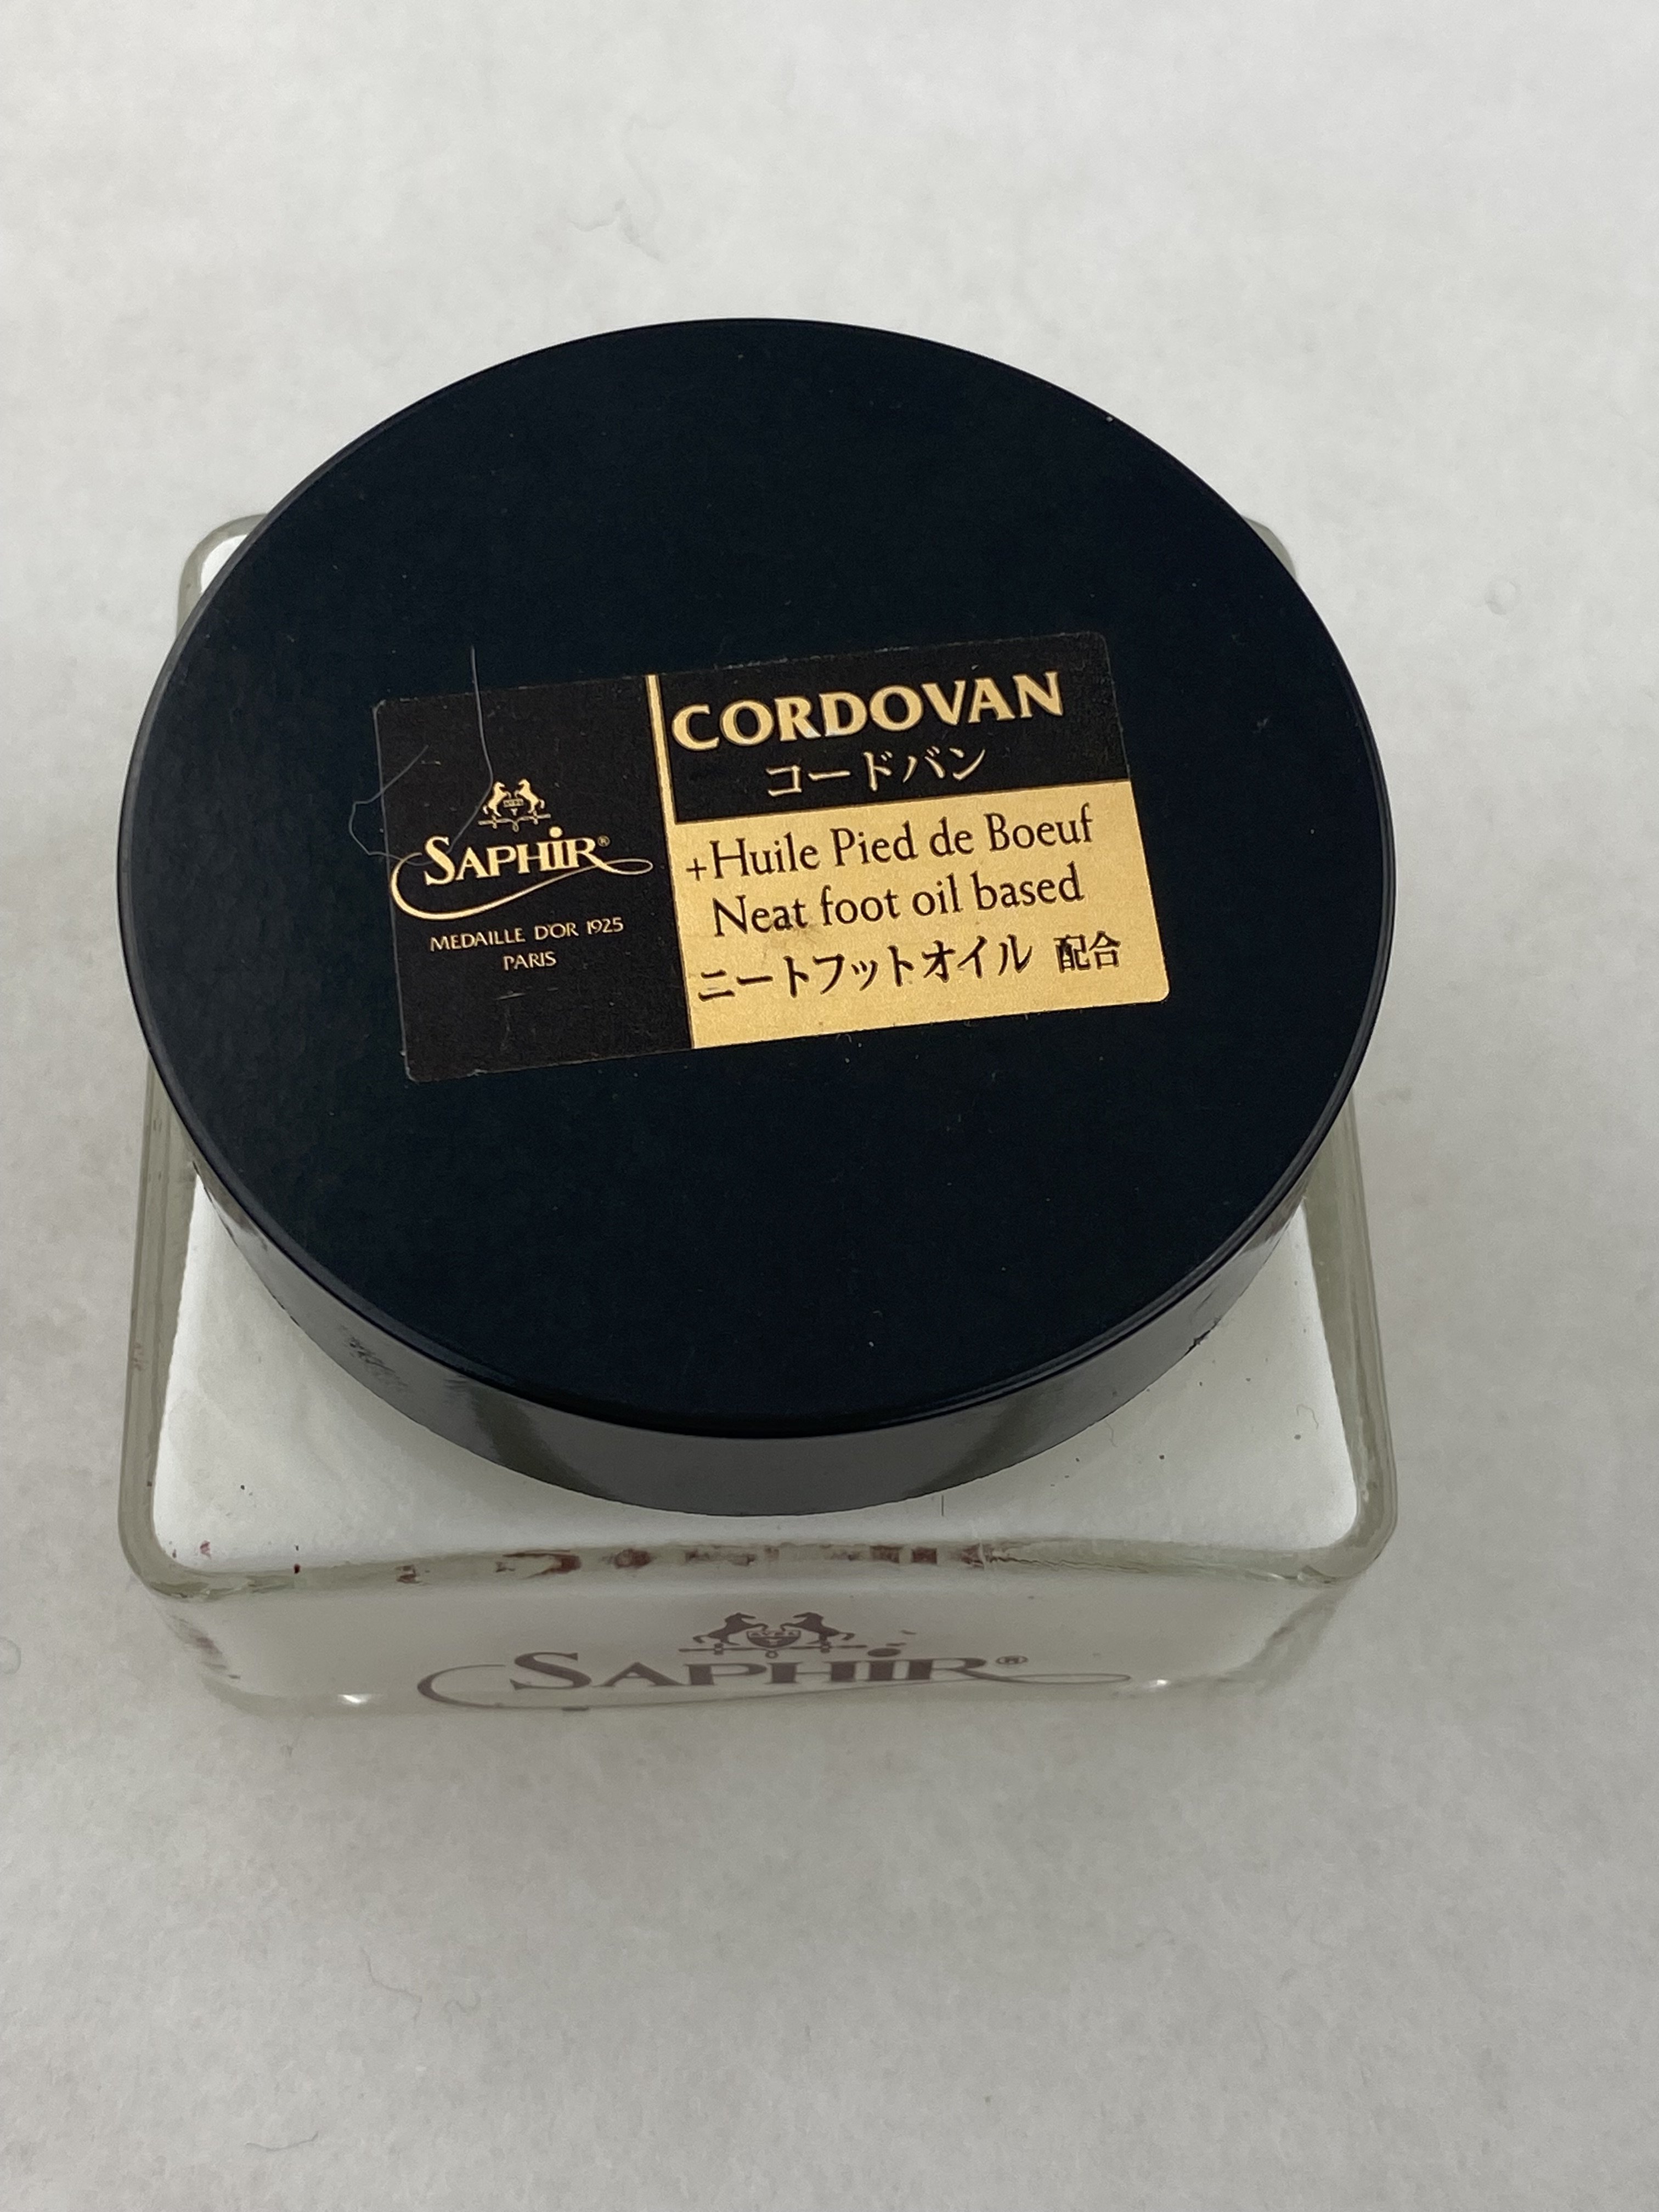 SAPHIR®
MEDAILLE D'OR 1925
PARIS
CORDOVAN
コードバン
+Huile Pied de Boeuf
Neat foot oil based
ニートフットオイル 配合
SAPHIR®